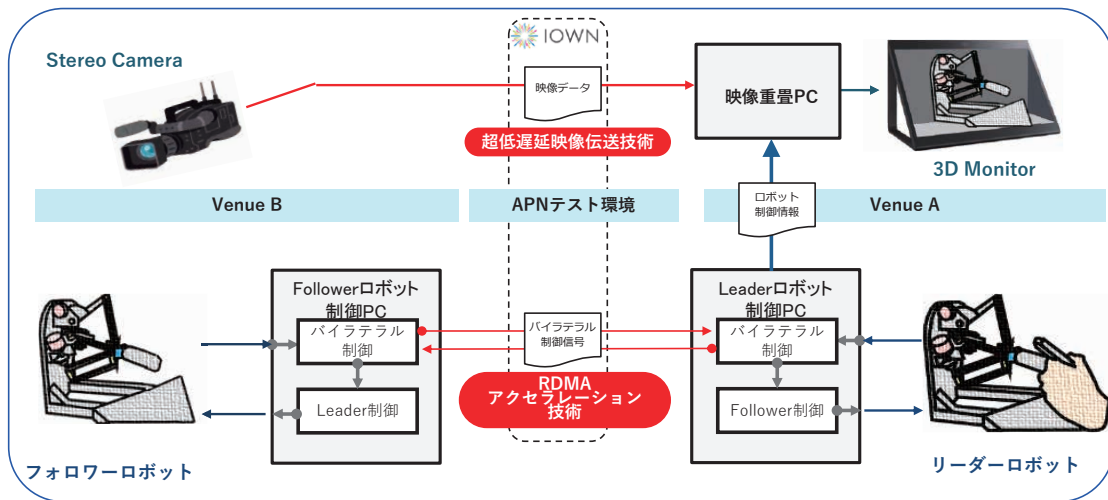 IOWN
Stereo Camera
映像データ
映像重畳PC
超低遅延映像伝送技術
3D Monitor
Venue B
APNテスト環境
ロボット
制御情報
Venue A
Followerロボット
制御PC
バイラテラル
制御
Leader制御
バイラテラル
制御信号
RDMA
アクセラレーション
技術
Leaderロボット
制御PC
バイラテラル
制御
Follower制御
フォロワーロボット
リーダーロボット